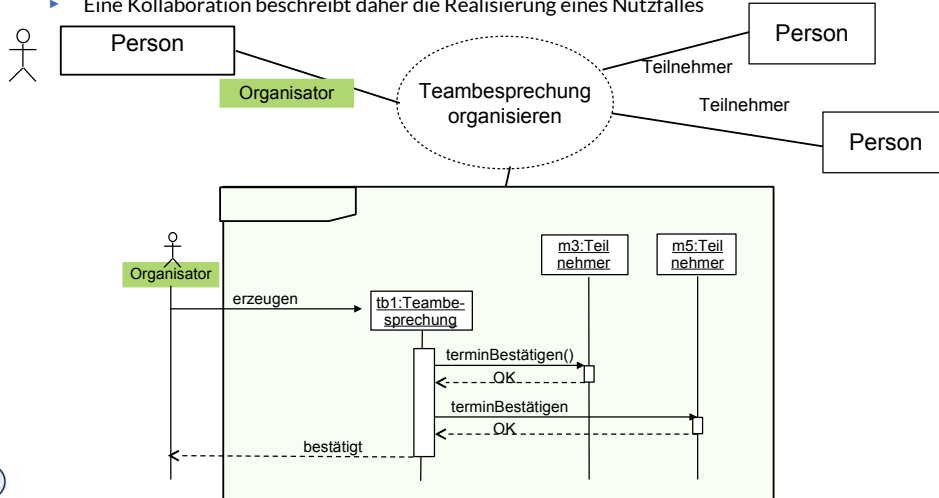 Eine Kollaboration beschreibt daher die Realisierung eines Nutzfalles
Person
Person
Teilnehmer
Organisator
Teambesprechung
organisieren
Teilnehmer
Person
m3:Teil
nehmer
m5:Teil
nehmer
Organisator
erzeugen
tb1:Teambe-
sprechung
terminBestätigen()
OK
terminBestätigen
OK
bestätigt